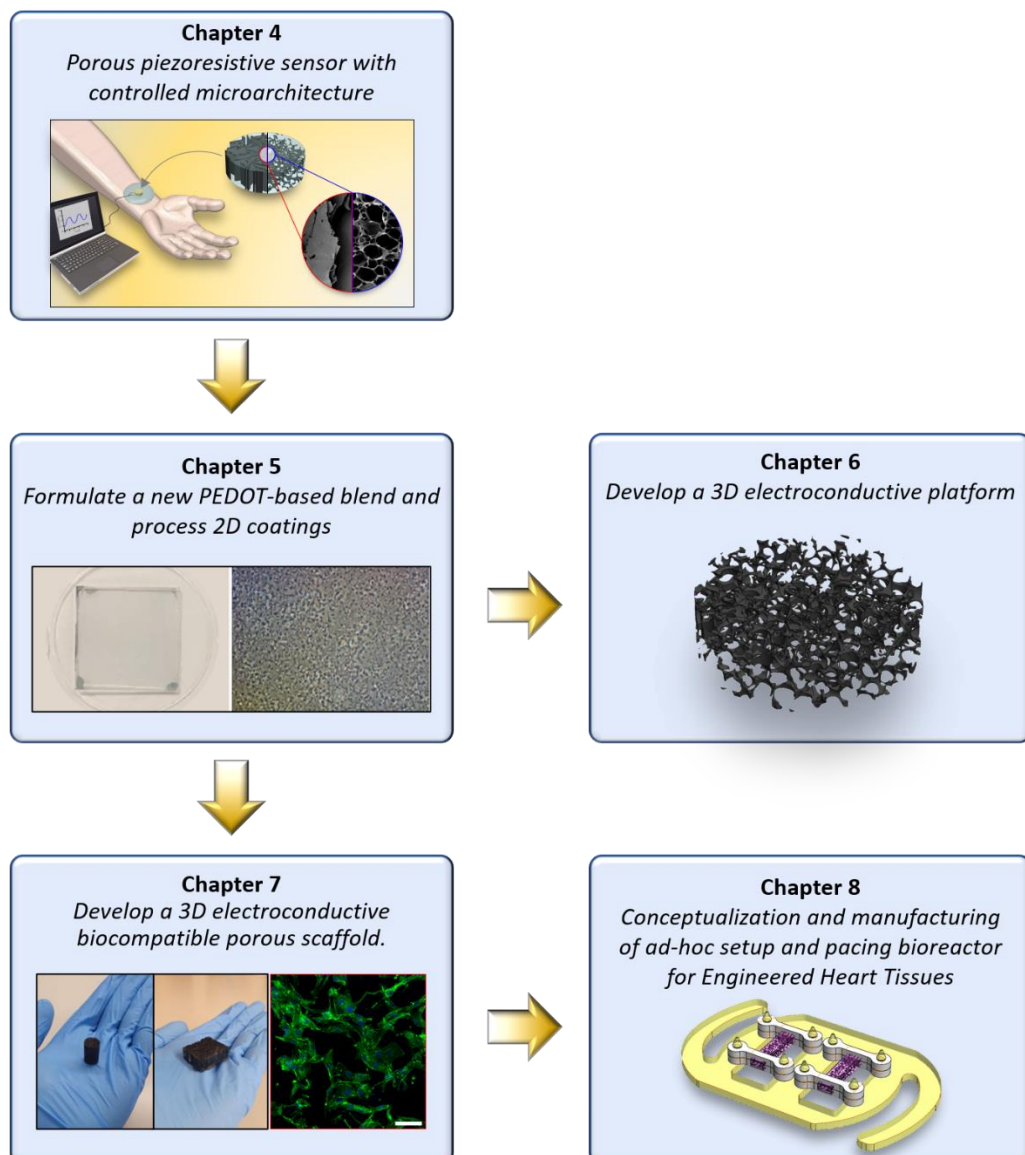 Chapter 4
Porous piezoresistive sensor with
controlled microarchitecture
Chapter 5
Formulate a new PEDOT-based blend and
process 2D coatings
Chapter 6
Develop a 3D electroconductive platform
Chapter 7
Develop a 3D electroconductive
biocompatible porous scaffold.
Chapter 8
Conceptualization and manufacturing
of ad-hoc setup and pacing bioreactor
for Engineered Heart Tissues